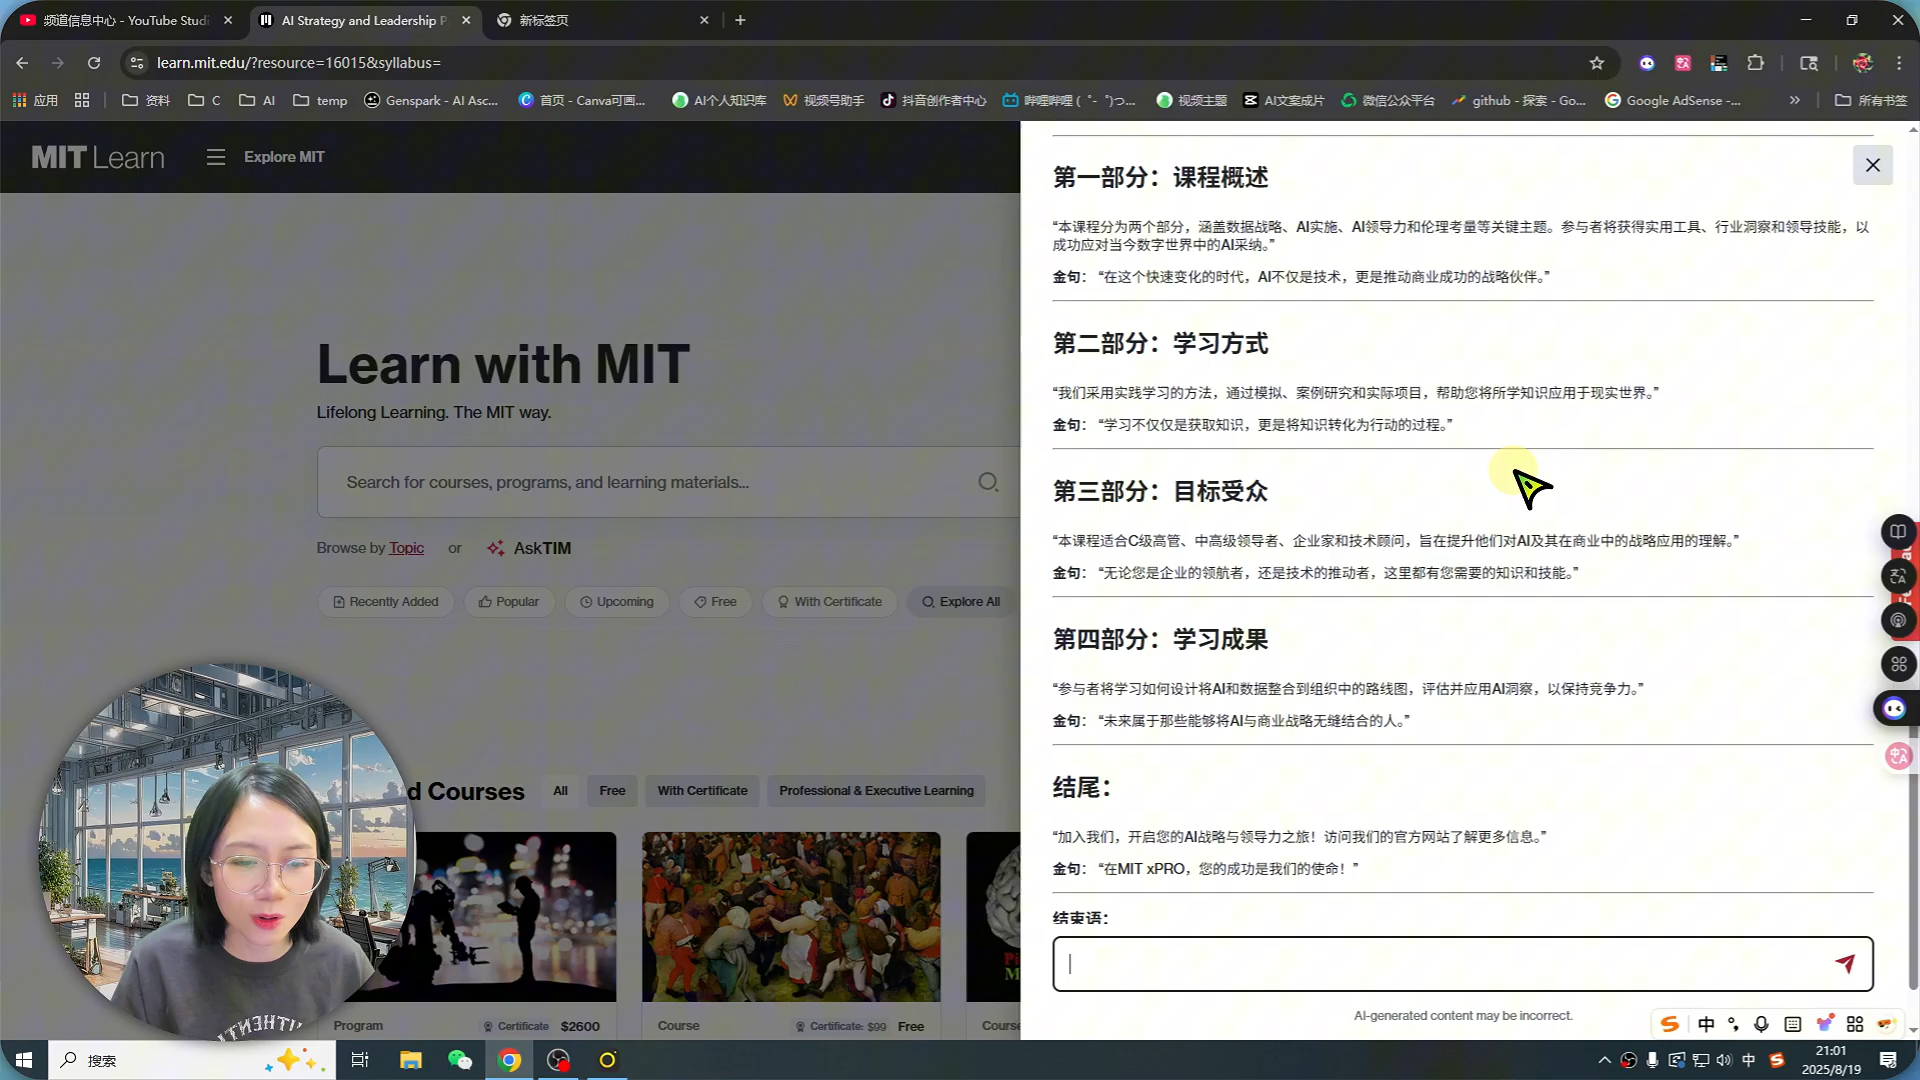 频道信息中心 - YouTube Studi
AI Strategy and Leadership P
新标签页
learn.mit.edu/?resource=16015&syllabus=
应用
资料
C
AI
temp
Genspark - AI Asc...
首页 - Canva可画...
AI个人知识库
视频号助手
抖音创作者中心
哔哩哔哩 ( ゜- ゜)つ...
视频主题
AI文案成片
微信公众平台
github - 探索 - Go...
Google AdSense -...
所有书签
MIT Learn
Explore MIT
Learn with MIT
Lifelong Learning. The MIT way.
Search for courses, programs, and learning materials...
Browse by Topic or AskTIM
Recently Added
Popular
Upcoming
Free
With Certificate
Explore All
d Courses
All
Free
With Certificate
Professional & Executive Learning
Program
Certificate $2600
Course
Certificate: $99 Free
Course
第一部分：课程概述
“本课程分为两个部分，涵盖数据战略、AI实施、AI领导力和伦理考量等关键主题。参与者将获得实用工具、行业洞察和领导技能，以
成功应对当今数字世界中的AI采纳。”
金句： “在这个快速变化的时代，AI不仅是技术，更是推动商业成功的战略伙伴。”
第二部分：学习方式
“我们采用实践学习的方法，通过模拟、案例研究和实际项目，帮助您将所学知识应用于现实世界。”
金句： “学习不仅仅是获取知识，更是将知识转化为行动的过程。”
第三部分：目标受众
“本课程适合C级高管、中高级领导者、企业家和技术顾问，旨在提升他们对AI及其在商业中的战略应用的理解。”
金句： “无论您是企业的领航者，还是技术的推动者，这里都有您需要的知识和技能。”
第四部分：学习成果
“参与者将学习如何设计将AI和数据整合到组织中的路线图，评估并应用AI洞察，以保持竞争力。”
金句： “未来属于那些能够将AI与商业战略无缝结合的人。”
结尾：
“加入我们，开启您的AI战略与领导力之旅！访问我们的官方网站了解更多信息。”
金句： “在MIT xPRO，您的成功是我们的使命！”
结束语：
AI-generated content may be incorrect.
中
搜索
中
21:01
2025/8/19